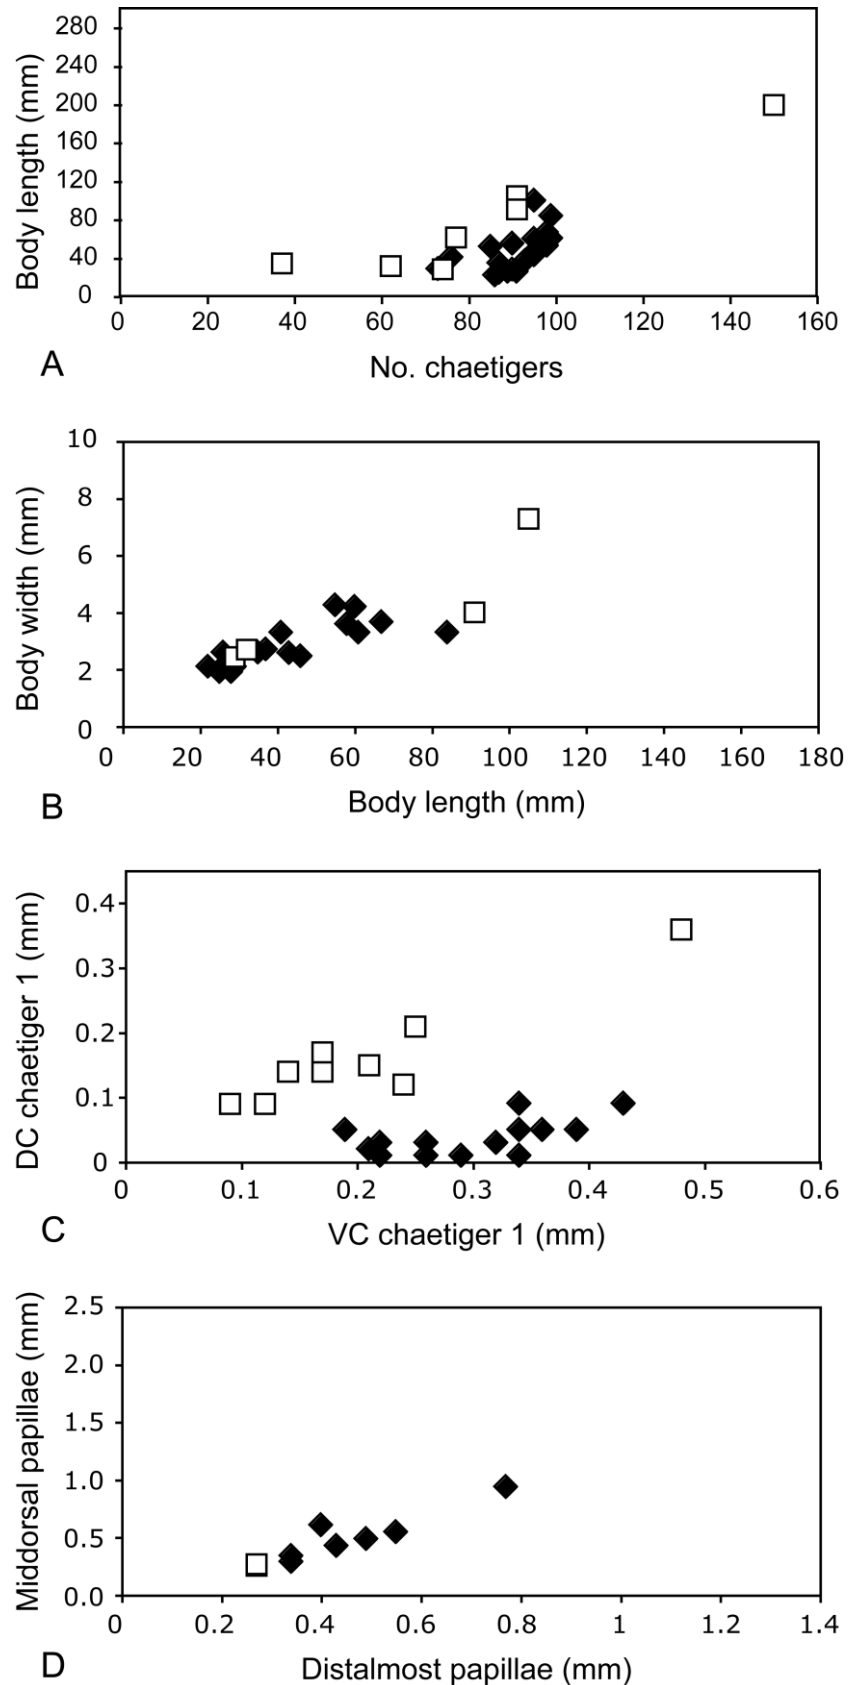 280
240
200
160
120
80
40
0
Body length (mm)
0 20 40 60 80 100 120 140 160
No. chaetigers
A
10
8
6
4
2
0
Body width (mm)
0 20 40 60 80 100 120 140 160 180
Body length (mm)
B
0.4
0.3
0.2
0.1
0
DC chaetiger 1 (mm)
0 0.1 0.2 0.3 0.4 0.5 0.6
VC chaetiger 1 (mm)
C
2.5
2.0
1.5
1.0
0.5
0.0
Middorsal papillae (mm)
0 0.2 0.4 0.6 0.8 1 1.2 1.4
Distalmost papillae (mm)
D